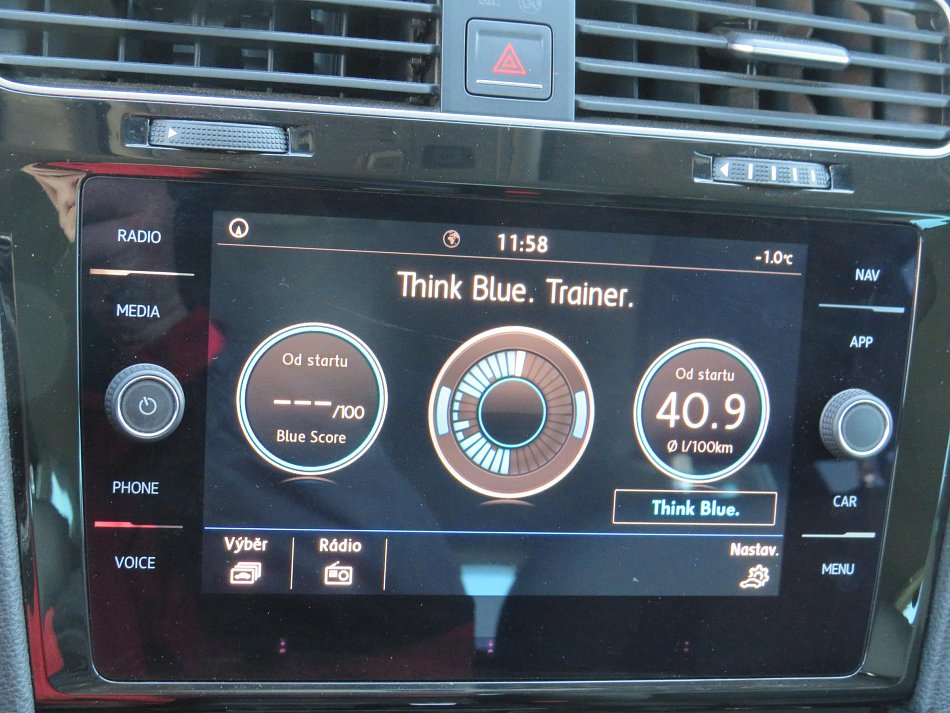 RADIO
MEDIA
PHONE
VOICE
11:58
-1.0°c
Think Blue. Trainer.
Od startu
---/100
Blue Score
Od startu
40.9
Ø l/100km
Think Blue.
Výběr
Rádio
Nastav.
NAV
APP
CAR
MENU